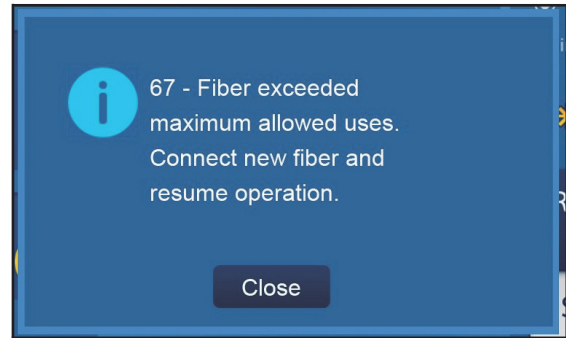 67 - Fiber exceeded
maximum allowed uses.
Connect new fiber and
resume operation.
Close